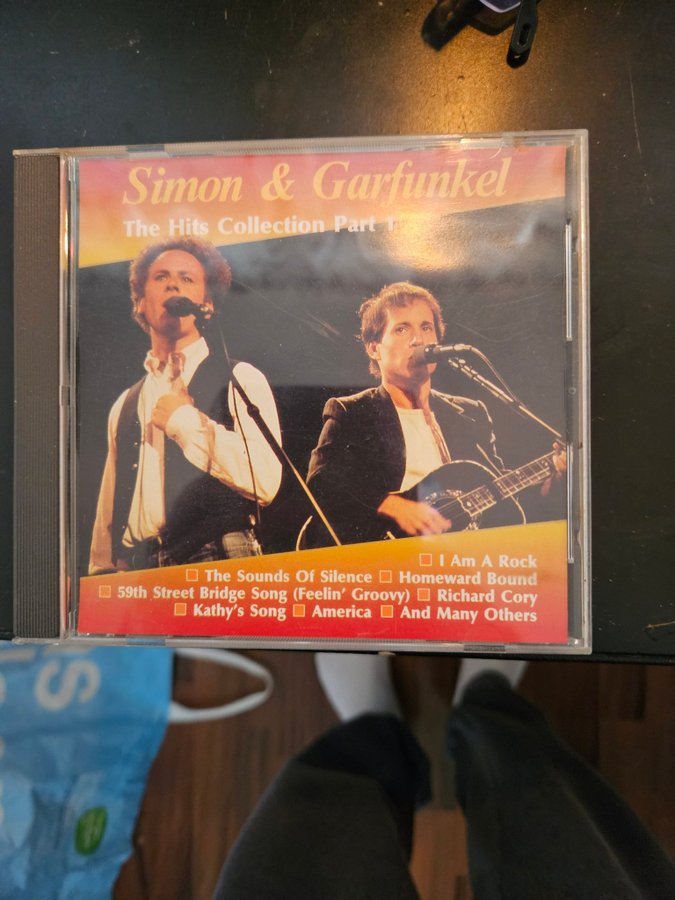 Simon & Garfunkel
The Hits Collection Part 1
I Am A Rock
The Sounds Of Silence Homeward Bound
59th Street Bridge Song (Feelin' Groovy) Richard Cory
Kathy's Song America And Many Others